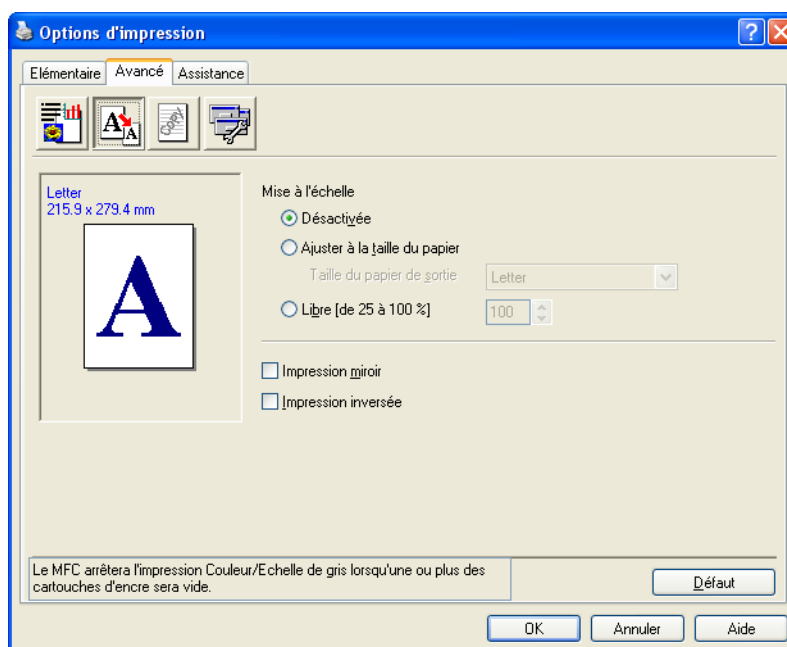 Options d'impression
Elémentaire Avancé Assistance
Copy
Letter
215.9 x 279.4 mm
A
Mise à l'échelle
Désactivée
Ajuster à la taille du papier
Taille du papier de sortie Letter
Libre [de 25 à 100 %] 100
Impression miroir
Impression inversée
Le MFC arrêtera l'impression Couleur/Echelle de gris lorsqu'une ou plus des
cartouches d'encre sera vide.
Défaut
OK Annuler Aide